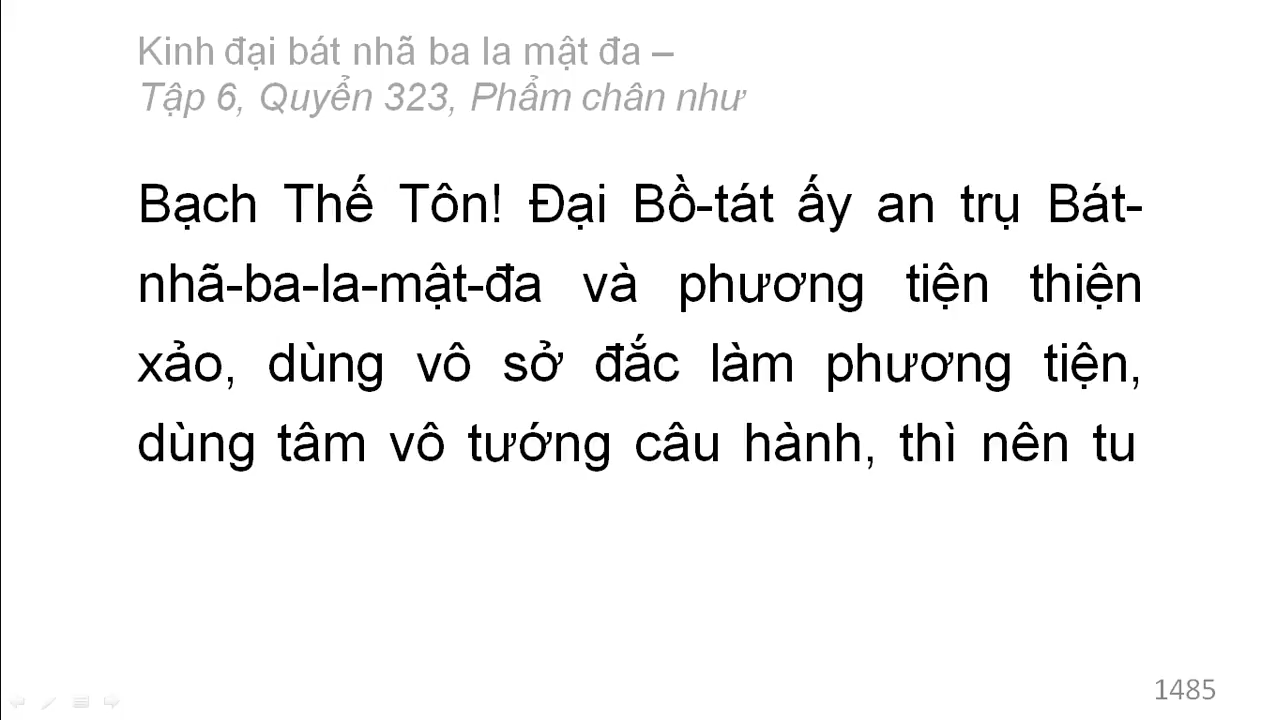 Kinh đại bát nhã ba la mật đa –
Tập 6, Quyển 323, Phẩm chân như
Bạch Thế Tôn! Đại Bồ-tát ấy an trụ Bát-
nhã-ba-la-mật-đa và phương tiện thiện
xảo, dùng vô sở đắc làm phương tiện,
dùng tâm vô tướng câu hành, thì nên tu
1485